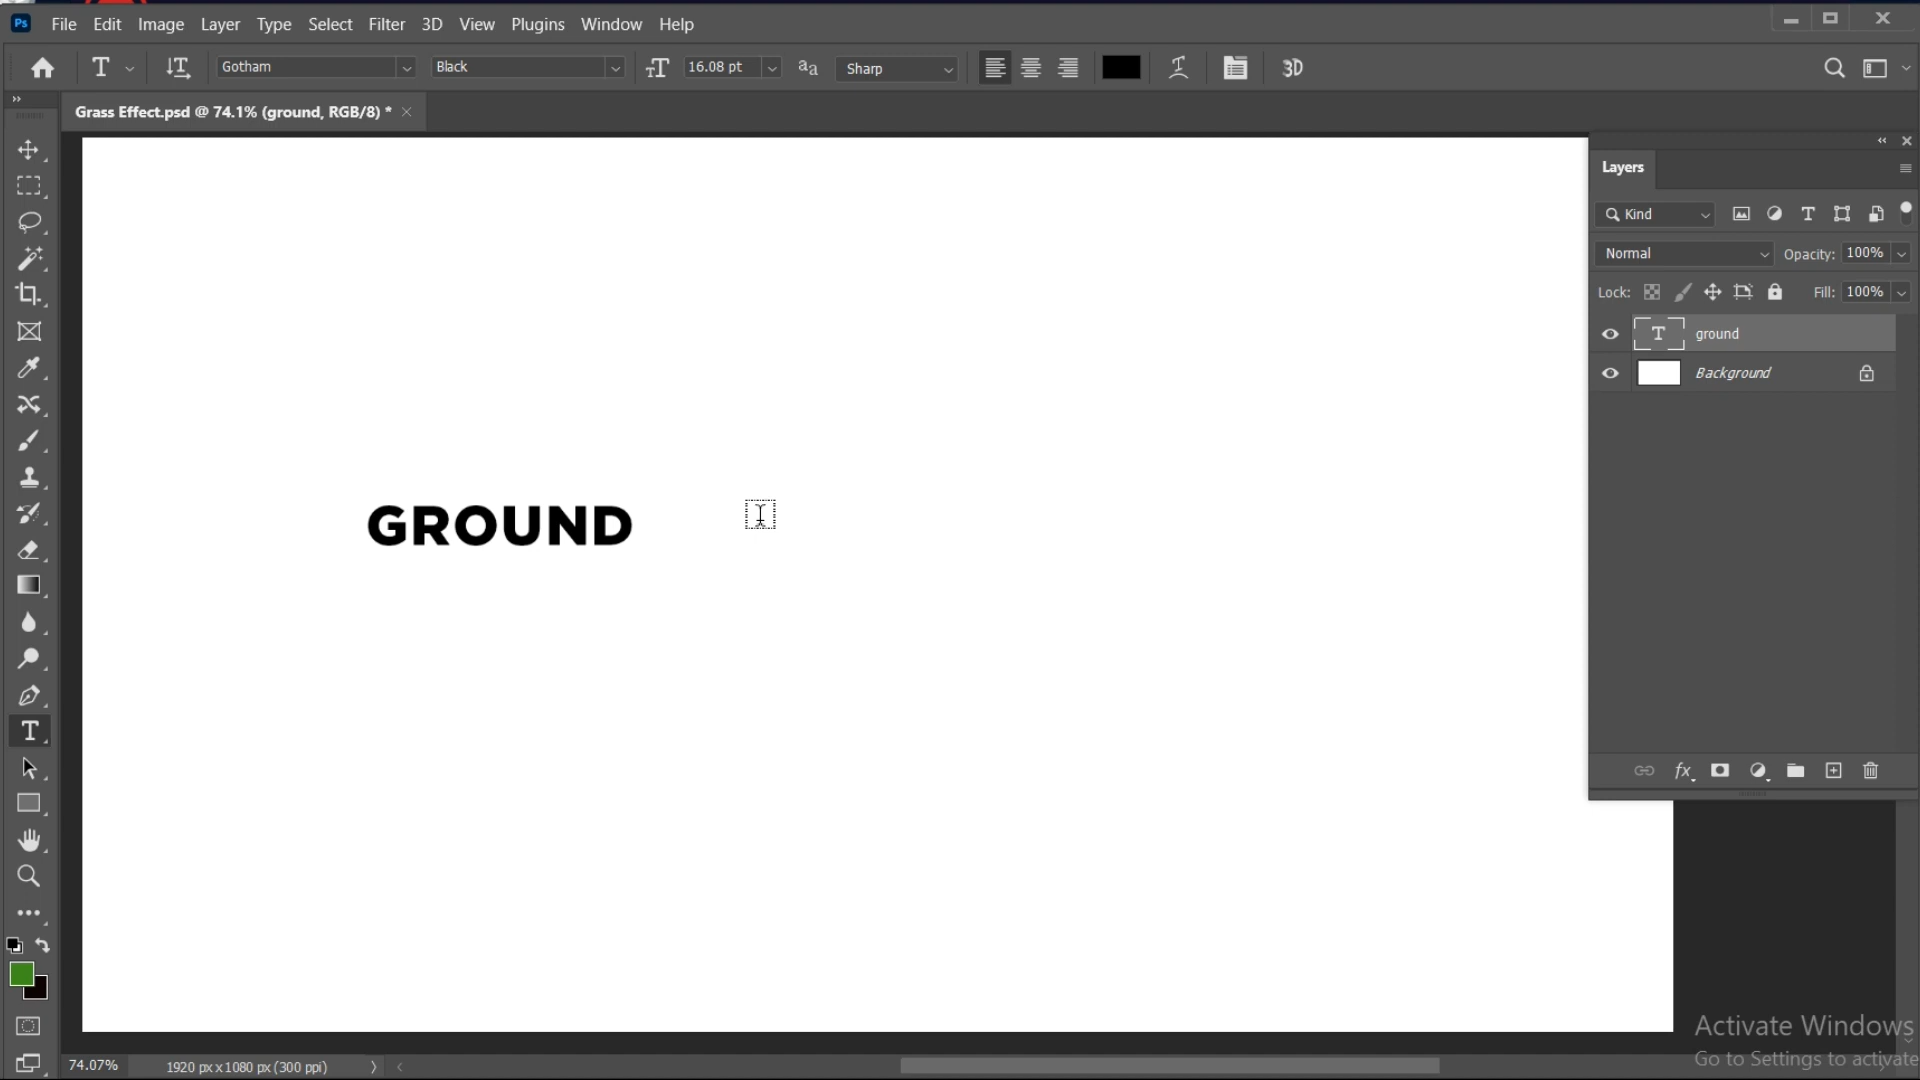 Ps File Edit Image Layer Type Select Filter 3D View Plugins Window Help
T Gotham Black 16.08 pt aa Sharp 3D
Grass Effect.psd @ 74.1% (ground, RGB/8) * ×
Layers
Kind
Normal Opacity: 100%
Lock: Fill: 100%
T ground
Background
GROUND
fx
Activate Windows
Go to Settings to activate
74.07% 1920 px x 1080 px (300 ppi)